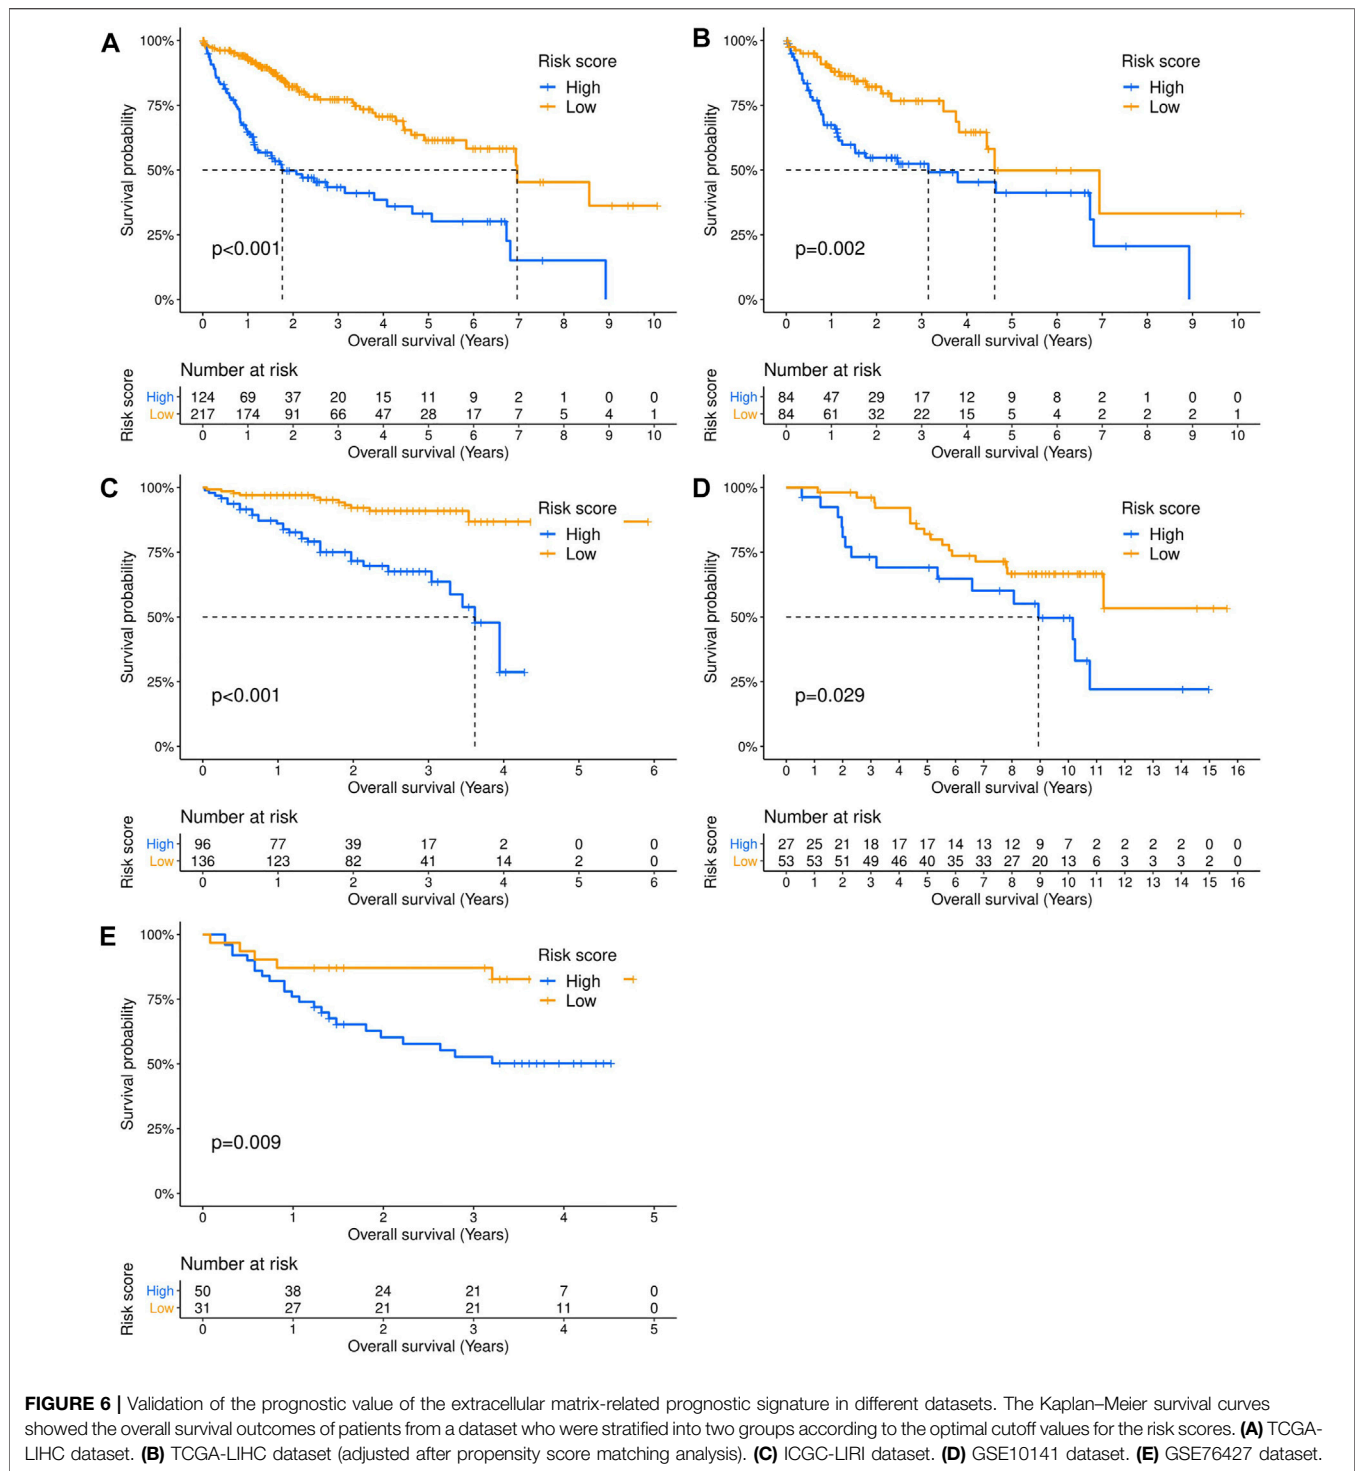 A
100%
75%
50%
25%
0%
Survival probability
Risk score
High
Low
p<0.001
0 1 2 3 4 5 6 7 8 9 10
Overall survival (Years)
Number at risk
Risk score
High 124 69 37 20 15 11 9 2 1 0 0
Low 217 174 91 66 47 28 17 7 5 4 1
0 1 2 3 4 5 6 7 8 9 10
Overall survival (Years)
B
100%
75%
50%
25%
0%
Survival probability
Risk score
High
Low
p=0.002
0 1 2 3 4 5 6 7 8 9 10
Overall survival (Years)
Number at risk
Risk score
High 84 47 29 17 12 9 8 2 1 0 0
Low 84 61 32 22 15 5 4 2 2 2 1
0 1 2 3 4 5 6 7 8 9 10
Overall survival (Years)
C
100%
75%
50%
25%
0%
Survival probability
Risk score
High
Low
p<0.001
0 1 2 3 4 5 6
Overall survival (Years)
Number at risk
Risk score
High 96 77 39 17 2 0 0
Low 136 123 82 41 14 2 0
0 1 2 3 4 5 6
Overall survival (Years)
D
100%
75%
50%
25%
0%
Survival probability
Risk score
High
Low
p=0.029
0 1 2 3 4 5 6 7 8 9 10 11 12 13 14 15 16
Overall survival (Years)
Number at risk
Risk score
High 27 25 21 18 17 17 14 13 12 9 7 2 2 2 2 0 0
Low 53 53 51 49 46 40 35 33 27 20 13 6 3 3 3 2 0
0 1 2 3 4 5 6 7 8 9 10 11 12 13 14 15 16
Overall survival (Years)
E
100%
75%
50%
25%
0%
Survival probability
Risk score
High
Low
p=0.009
0 1 2 3 4 5
Overall survival (Years)
Number at risk
Risk score
High 50 38 24 21 7 0
Low 31 27 21 21 11 0
0 1 2 3 4 5
Overall survival (Years)
FIGURE 6 | Validation of the prognostic value of the extracellular matrix-related prognostic signature in different datasets. The Kaplan–Meier survival curves
showed the overall survival outcomes of patients from a dataset who were stratified into two groups according to the optimal cutoff values for the risk scores. (A) TCGA-
LIHC dataset. (B) TCGA-LIHC dataset (adjusted after propensity score matching analysis). (C) ICGC-LIRI dataset. (D) GSE10141 dataset. (E) GSE76427 dataset.